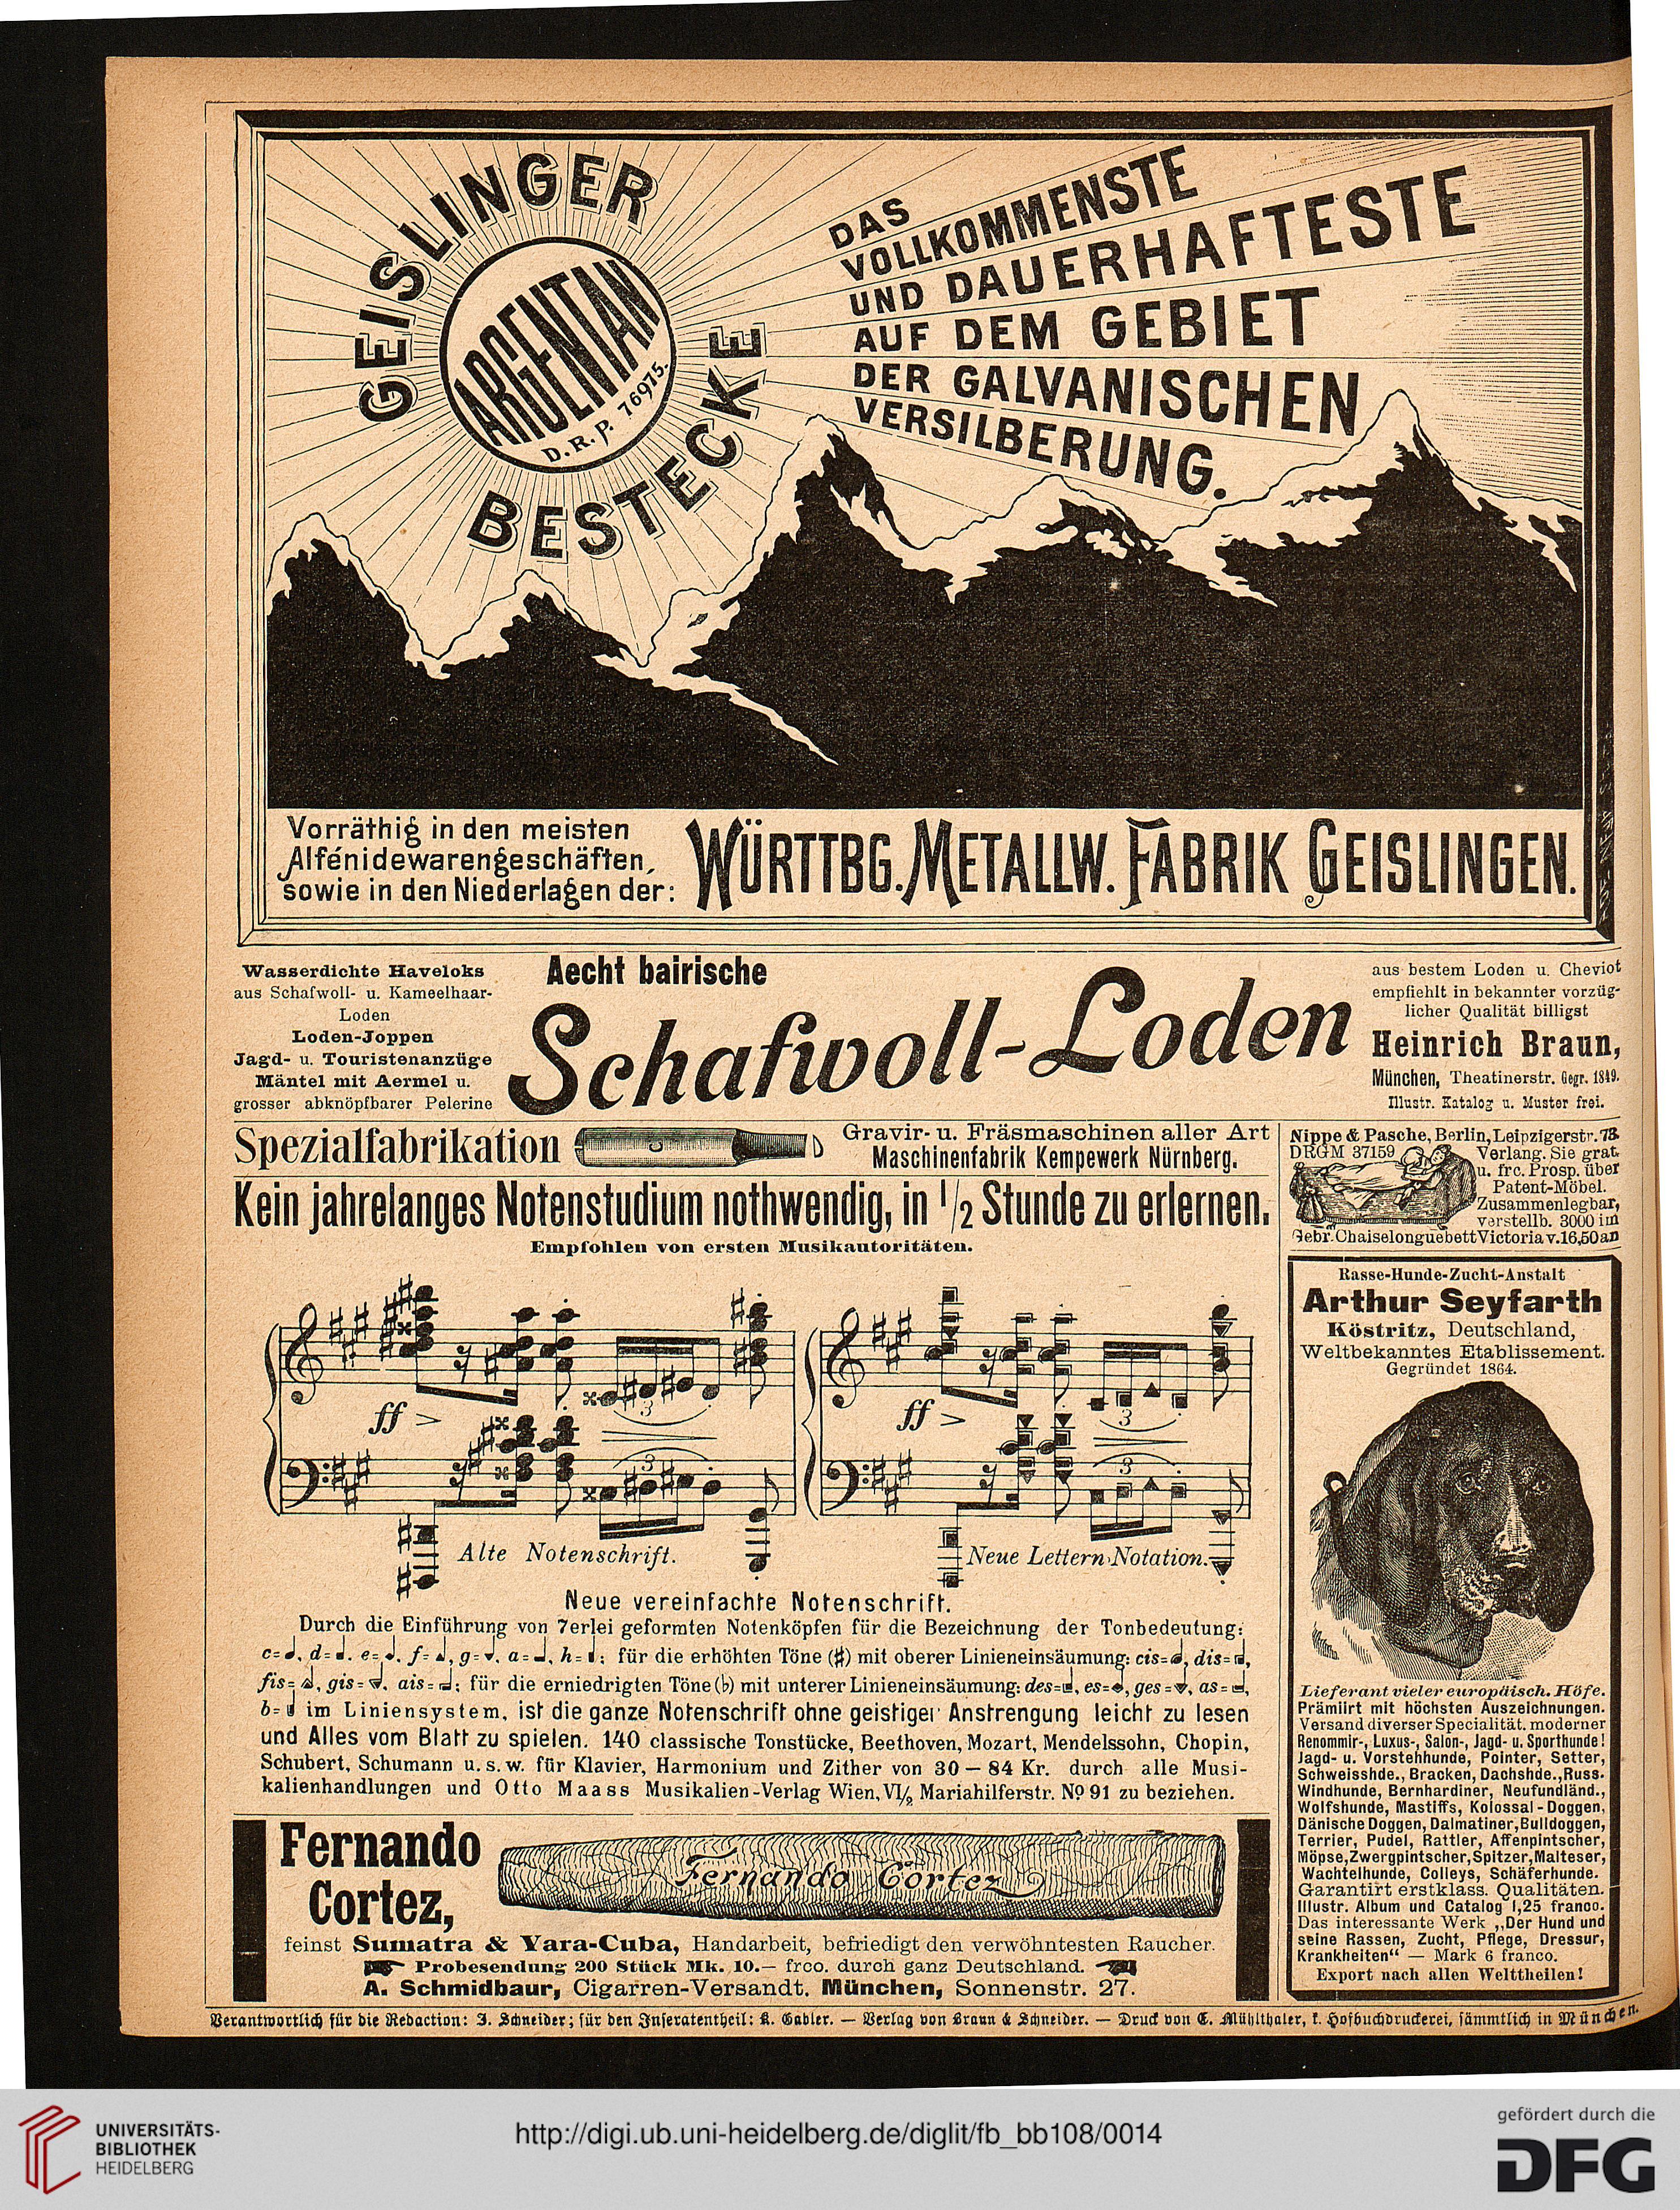 GEISLINGER
ARGENTAN
D.R.P. 76975.
BESTECKE
DAS
VOLLKOMMENSTE
UND DAUERHAFTESTE
AUF DEM GEBIET
DER GALVANISCHEN
VERSILBERUNG.
Vorräthig in den meisten
Alfénidewarengeschäften,
sowie in den Niederlagen der:
WÜRTTBG. METALLW. FABRIK GEISLINGEN.
Wasserdichte Haveloks
aus Schafwoll- u. Kameelhaar-
Loden
Loden-Joppen
Jagd- u. Touristenanzüge
Mäntel mit Aermel u.
grosser abknöpfbarer Pelerine
Aecht bairische
Schafwoll-Loden
aus bestem Loden u. Cheviot
empfiehlt in bekannter vorzüg-
licher Qualität billigst
Heinrich Braun,
München, Theatinerstr. Gegr. 1849.
Illustr. Katalog u. Muster frei.
Spezialfabrikation
Gravir- u. Fräsmaschinen aller Art
Maschinenfabrik Kempewerk Nürnberg.
Kein jahrelanges Notenstudium nothwendig, in 1/2 Stunde zu erlernen.
Empfohlen von ersten Musikautoritäten.
ff >
3
3
Alte Notenschrift.
ff >
3
3
Neue Lettern-Notation.
Neue vereinfachte Notenschrift.
Durch die Einführung von 7erlei geformten Notenköpfen für die Bezeichnung der Tonbedeutung:
c=, d=, e=, f=, g=, a=, h=; für die erhöhten Töne (♯) mit oberer Linieneinsäumung: cis=, dis=,
fis=, gis=, ais=; für die erniedrigten Töne (♭) mit unterer Linieneinsäumung: des=, es=, ges=, as=,
b= im Liniensystem, ist die ganze Notenschrift ohne geistiger Anstrengung leicht zu lesen
und Alles vom Blatt zu spielen. 140 classische Tonstücke, Beethoven, Mozart, Mendelssohn, Chopin,
Schubert, Schumann u. s. w. für Klavier, Harmonium und Zither von 30 — 84 Kr. durch alle Musi-
kalienhandlungen und Otto Maass Musikalien-Verlag Wien, VI/2 Mariahilferstr. No 91 zu beziehen.
Fernando
Cortez,
Fernando Cortez
feinst Sumatra & Yara-Cuba, Handarbeit, befriedigt den verwöhntesten Raucher.
Probesendung 200 Stück Mk. 10.— frco. durch ganz Deutschland.
A. Schmidbaur, Cigarren-Versandt, München, Sonnenstr. 27.
Nippe & Pasche, Berlin, Leipzigerstr. 78.
DRGM 37159
Verlang. Sie grat.
u. frc. Prosp. über
Patent-Möbel.
Zusammenlegbar,
verstellb. 3000 im
Gebr. Chaiselonguebett Victoria v. 16,50 an
Rasse-Hunde-Zucht-Anstalt
Arthur Seyfarth
Köstritz, Deutschland,
Weltbekanntes Etablissement.
Gegründet 1864.
Lieferant vieler europäisch. Höfe.
Prämiirt mit höchsten Auszeichnungen.
Versand diverser Specialität. moderner
Renommir-, Luxus-, Salon-, Jagd- u. Sporthunde!
Jagd- u. Vorstehhunde, Pointer, Setter,
Schweisshde., Bracken, Dachshde., Russ.
Windhunde, Bernhardiner, Neufundländ.,
Wolfshunde, Mastiffs, Kolossal-Doggen,
Dänische Doggen, Dalmatiner, Bulldoggen,
Terrier, Pudel, Rattler, Affenpintscher,
Möpse, Zwergpintscher, Spitzer, Malteser,
Wachtelhunde, Colleys, Schäferhunde.
Garantirt erstklass. Qualitäten.
Illustr. Album und Catalog 1,25 franco.
Das interessante Werk „Der Hund und
seine Rassen, Zucht, Pflege, Dressur,
Krankheiten“ — Mark 6 franco.
Export nach allen Welttheilen!
Verantwortlich für die Redaction: J. Schneider; für den Inseratentheil: K. Gabler. — Verlag von Braun & Schneider. — Druck von E. Mühlthaler, k. Hofbuchdruckerei, sämmtlich in München.
UNIVERSITÄTS-
BIBLIOTHEK
HEIDELBERG
http://digi.ub.uni-heidelberg.de/diglit/fb_bb108/0014
gefördert durch die
DFG